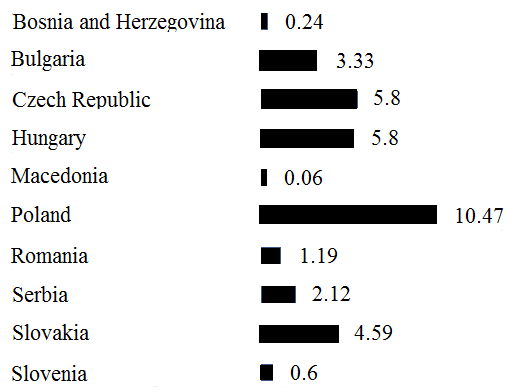 Bosnia and Herzegovina 0.24
Bulgaria 3.33
Czech Republic 5.8
Hungary 5.8
Macedonia 0.06
Poland 10.47
Romania 1.19
Serbia 2.12
Slovakia 4.59
Slovenia 0.6